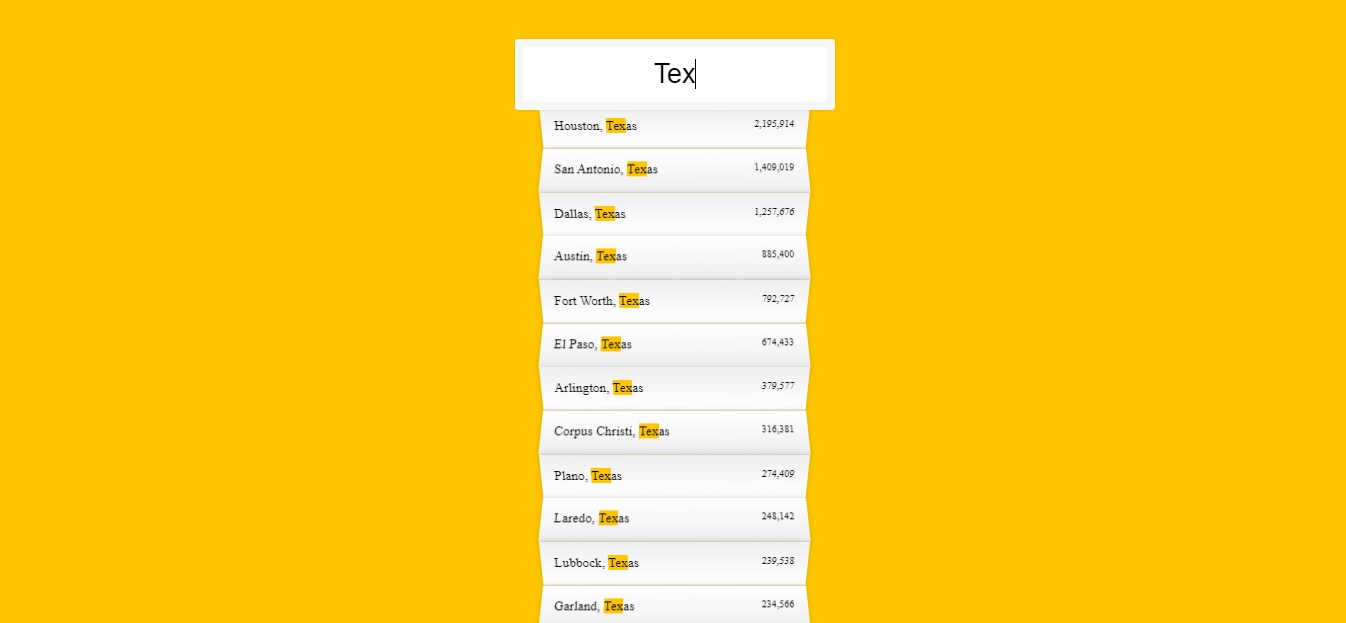 Tex
Houston, Texas 2,195,914
San Antonio, Texas 1,409,019
Dallas, Texas 1,257,676
Austin, Texas 885,400
Fort Worth, Texas 792,727
El Paso, Texas 674,433
Arlington, Texas 379,577
Corpus Christi, Texas 316,381
Plano, Texas 274,409
Laredo, Texas 248,142
Lubbock, Texas 239,538
Garland, Texas 234,566